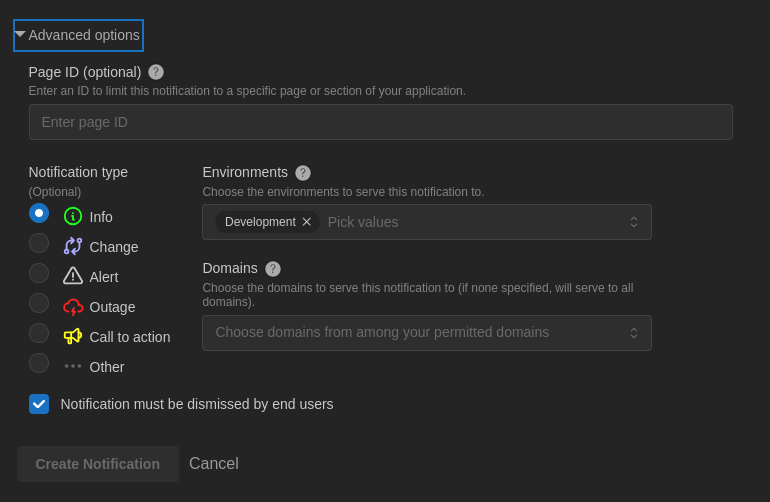 Advanced options
Page ID (optional)
Enter an ID to limit this notification to a specific page or section of your application.
Enter page ID
Notification type
(Optional)
Info
Change
Alert
Outage
Call to action
Other
Environments
Choose the environments to serve this notification to.
Development Pick values
Domains
Choose the domains to serve this notification to (if none specified, will serve to all
domains).
Choose domains from among your permitted domains
Notification must be dismissed by end users
Create Notification Cancel